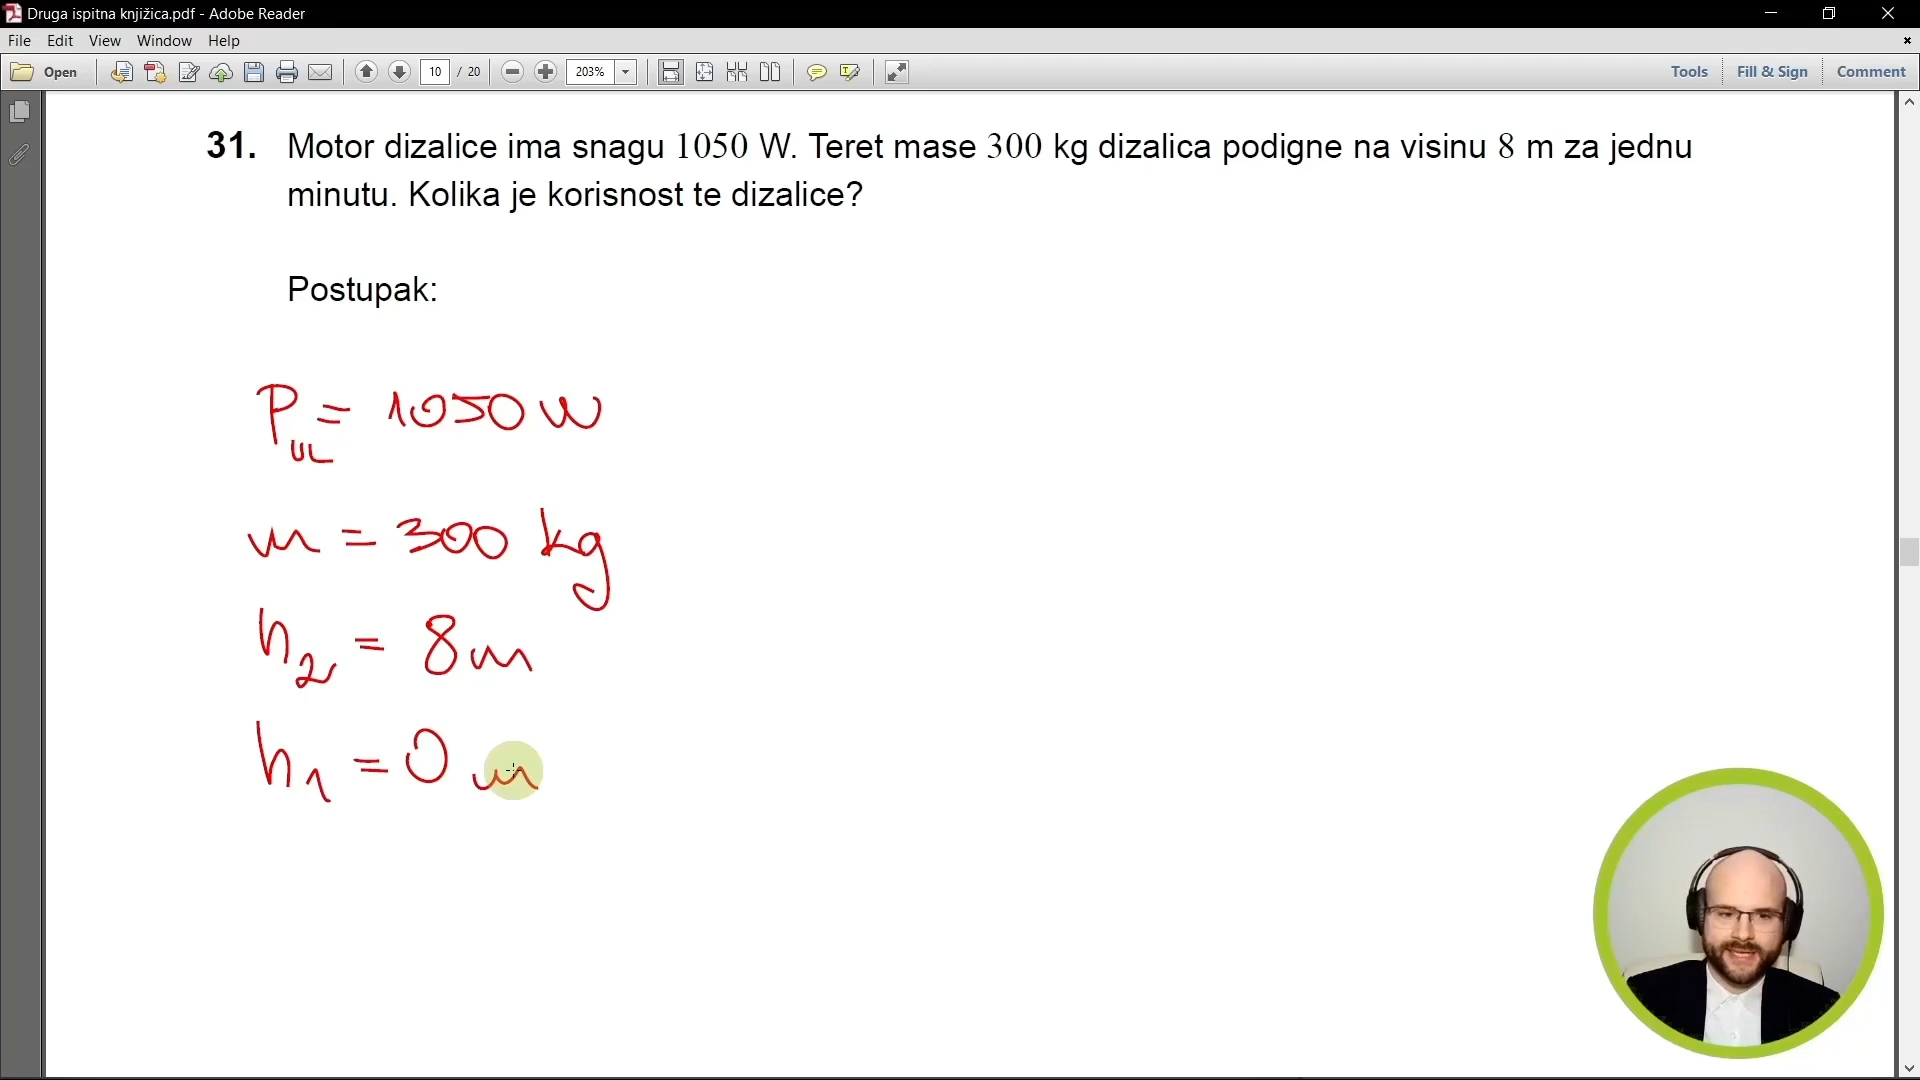 Druga ispitna knjižica.pdf - Adobe Reader
File Edit View Window Help
Open 10 / 20 203% Tools Fill & Sign Comment
31. Motor dizalice ima snagu 1050 W. Teret mase 300 kg dizalica podigne na visinu 8 m za jednu
minutu. Kolika je korisnost te dizalice?
Postupak:
P_UL = 1050 W
m = 300 kg
h₂ = 8 m
h₁ = 0 m